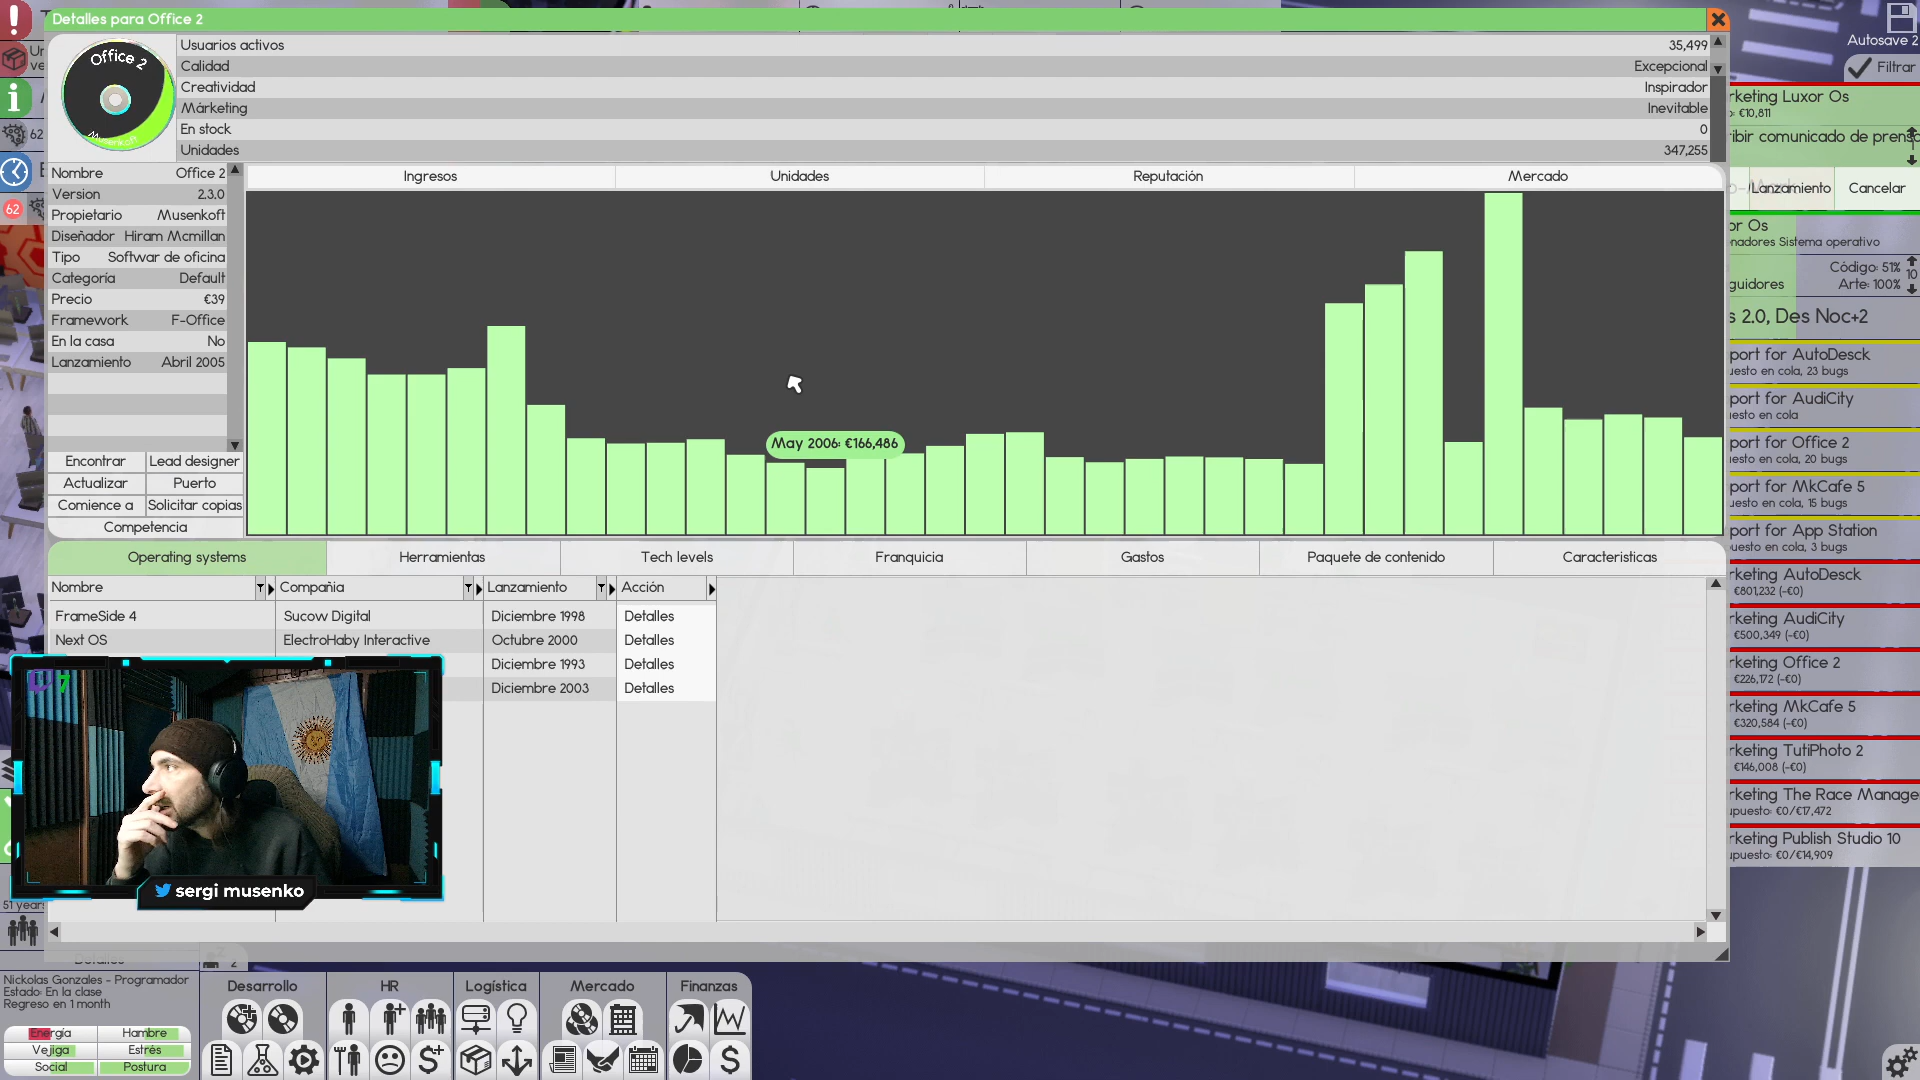 Detalles para Office 2
Office 2
Musenkoft
Usuarios activos 35,499
Calidad Excepcional
Creatividad Inspirador
Márketing Inevitable
En stock 0
Unidades 347,255
Autosave 2
Filtrar
Nombre Office 2
Version 2.3.0
Propietario Musenkoft
Diseñador Hiram Mcmillan
Tipo Softwar de oficina
Categoría Default
Precio €39
Framework F-Office
En la casa No
Lanzamiento Abril 2005
Encontrar Lead designer
Actualizar Puerto
Comience a Solicitar copias
Competencia
Ingresos Unidades Reputación Mercado
May 2006: €166,486
Operating systems Herramientas Tech levels Franquicia Gastos Paquete de contenido Caracteristicas
Nombre Compañia Lanzamiento Acción
FrameSide 4 Sucow Digital Diciembre 1998 Detalles
Next OS ElectroHaby Interactive Octubre 2000 Detalles
Diciembre 1993 Detalles
Diciembre 2003 Detalles
sergi musenko
rketing Luxor Os
: €10,811
ribir comunicado de prensa
Lanzamiento Cancelar
or Os
nadores Sistema operativo
Código: 51%
guidores Arte: 100%
10
s 2.0, Des Noc+2
port for AutoDesck
uesto en cola, 23 bugs
port for AudiCity
uesto en cola
port for Office 2
uesto en cola, 20 bugs
port for MkCafe 5
uesto en cola, 15 bugs
port for App Station
uesto en cola, 3 bugs
rketing AutoDesck
€801,232 (-€0)
rketing AudiCity
€500,349 (-€0)
rketing Office 2
€226,172 (-€0)
rketing MkCafe 5
€320,584 (-€0)
rketing TutiPhoto 2
€146,008 (-€0)
rketing The Race Manage
upuesto: €0/€17,472
rketing Publish Studio 10
upuesto: €0/€14,909
62
62
7
51 years
Detalles
2
Nickolas Gonzales - Programador
Estado: En la clase
Regreso en 1 month
Energía Hambre
Vejiga Estrés
Social Postura
Desarrollo HR Logística Mercado Finanzas